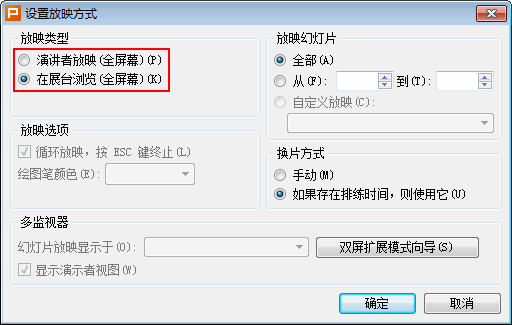 设置放映方式
放映类型
演讲者放映(全屏幕)(P)
在展台浏览(全屏幕)(K)
放映选项
循环放映，按 ESC 键终止(L)
绘图笔颜色(E):
放映幻灯片
全部(A)
从(F): 到(T):
自定义放映(C):
换片方式
手动(M)
如果存在排练时间，则使用它(U)
多监视器
幻灯片放映显示于(O): 双屏扩展模式向导(S)
显示演示者视图(W)
确定 取消